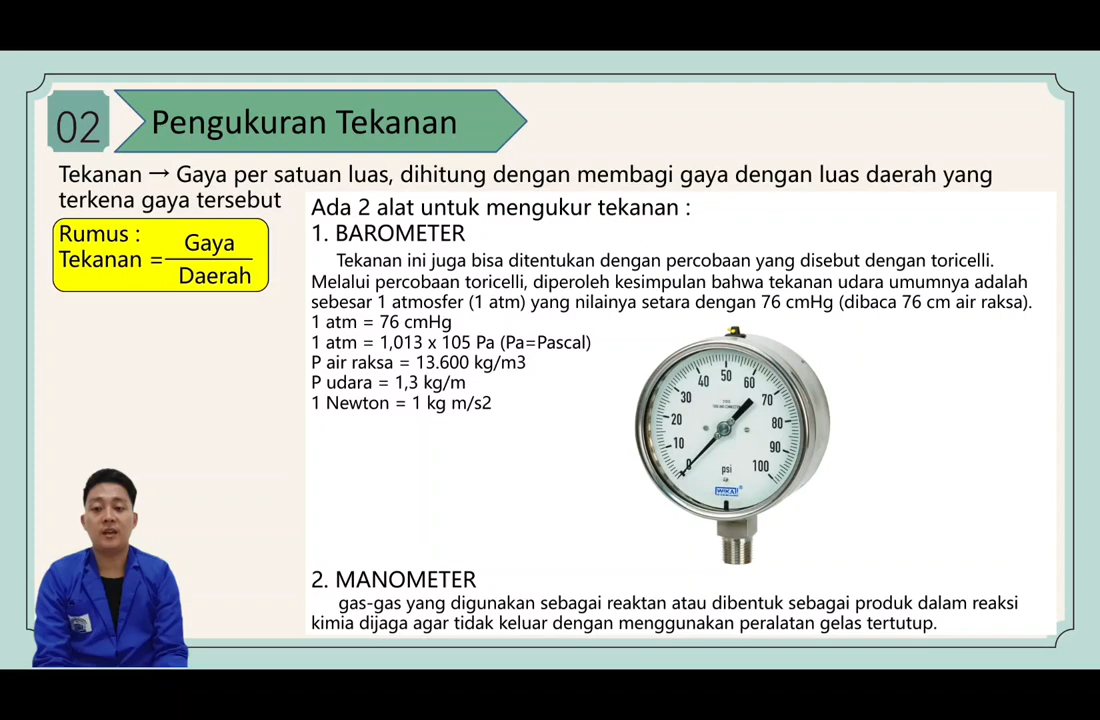 02
Pengukuran Tekanan
Tekanan → Gaya per satuan luas, dihitung dengan membagi gaya dengan luas daerah yang
terkena gaya tersebut
Rumus :
Tekanan = Gaya
Daerah
Ada 2 alat untuk mengukur tekanan :
1. BAROMETER
Tekanan ini juga bisa ditentukan dengan percobaan yang disebut dengan toricelli.
Melalui percobaan toricelli, diperoleh kesimpulan bahwa tekanan udara umumnya adalah
sebesar 1 atmosfer (1 atm) yang nilainya setara dengan 76 cmHg (dibaca 76 cm air raksa).
1 atm = 76 cmHg
1 atm = 1,013 x 105 Pa (Pa=Pascal)
P air raksa = 13.600 kg/m3
P udara = 1,3 kg/m
1 Newton = 1 kg m/s2
0
10
20
30
40
50
60
70
80
90
100
psi
WIKA
2. MANOMETER
gas-gas yang digunakan sebagai reaktan atau dibentuk sebagai produk dalam reaksi
kimia dijaga agar tidak keluar dengan menggunakan peralatan gelas tertutup.